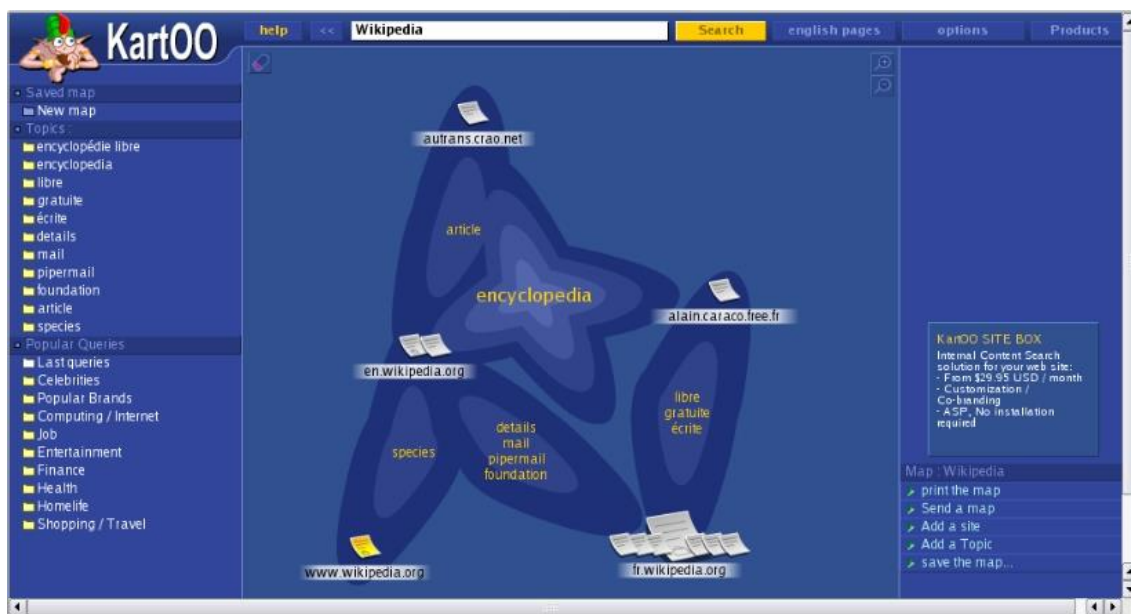 KartOO
help << Wikipedia Search english pages options Products
Saved map
New map
Topics :
encyclopédie libre
encyclopedia
libre
gratuite
écrite
details
mail
pipermail
foundation
article
species
Popular Queries
Last queries
Celebrities
Popular Brands
Computing / Internet
Job
Entertainment
Finance
Health
Homelife
Shopping / Travel
autrans.crao.net
article
encyclopedia
alain.caraco.free.fr
en.wikipedia.org
libre
gratuite
écrite
species
details
mail
pipermail
foundation
www.wikipedia.org
fr.wikipedia.org
KartOO SITE BOX
Internal Content Search
solution for your web site:
- From $29.95 USD / month
- Customization /
Co-branding
- ASP, No installation
required
Map : Wikipedia
print the map
Send a map
Add a site
Add a Topic
save the map...